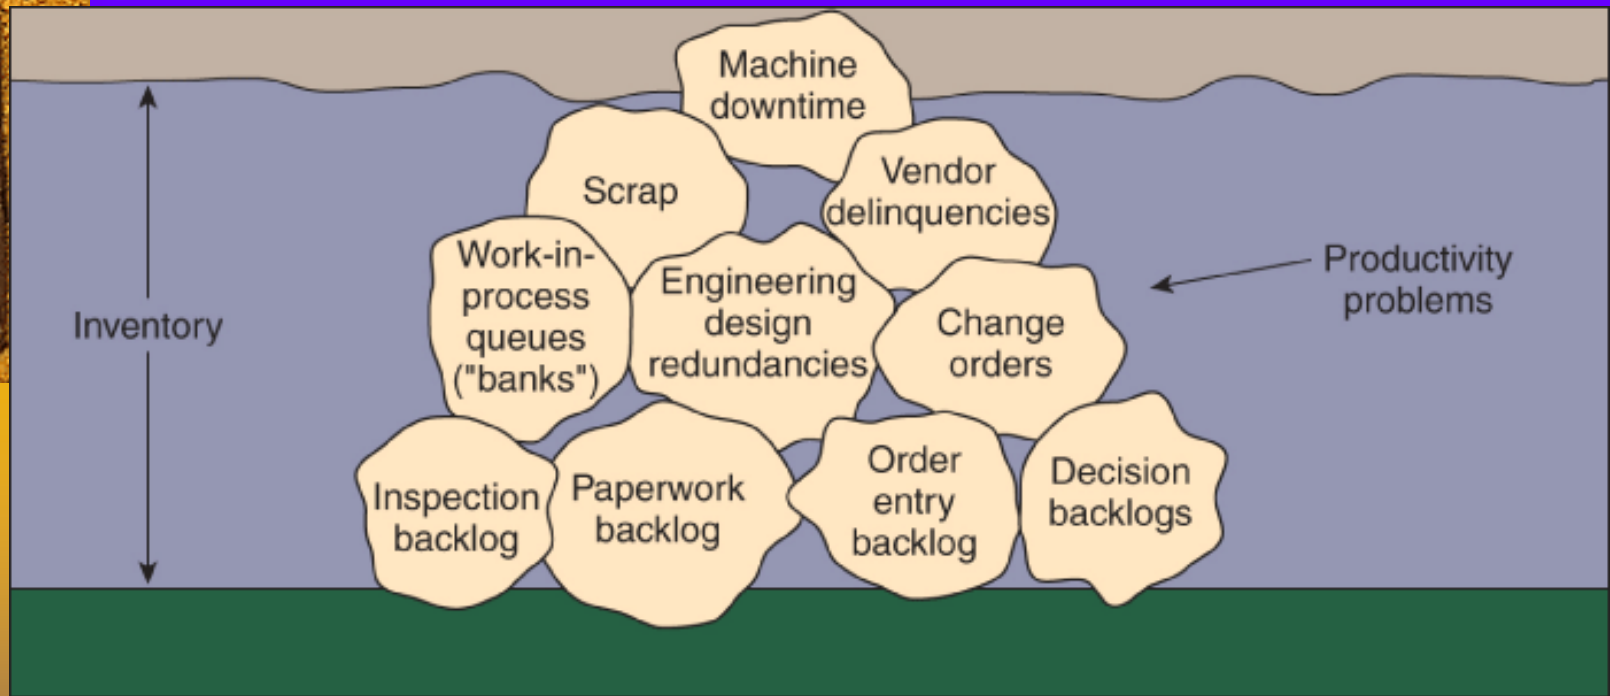 Machine
downtime
Scrap
Vendor
delinquencies
Work-in-
process
queues
("banks")
Engineering
design
redundancies
Change
orders
Productivity
problems
Inventory
Inspection
backlog
Paperwork
backlog
Order
entry
backlog
Decision
backlogs